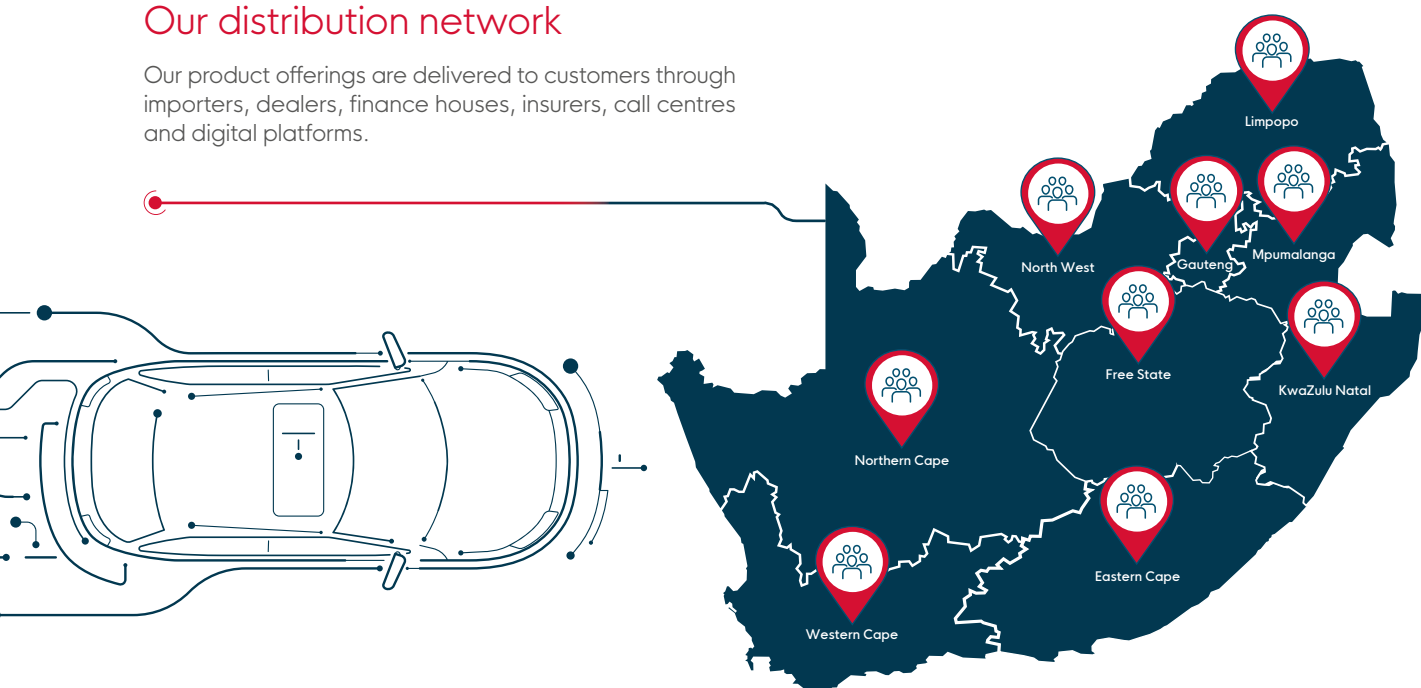 Our distribution network
Our product offerings are delivered to customers through
importers, dealers, finance houses, insurers, call centres
and digital platforms.
Limpopo
North West
Gauteng
Mpumalanga
Free State
KwaZulu Natal
Northern Cape
Eastern Cape
Western Cape